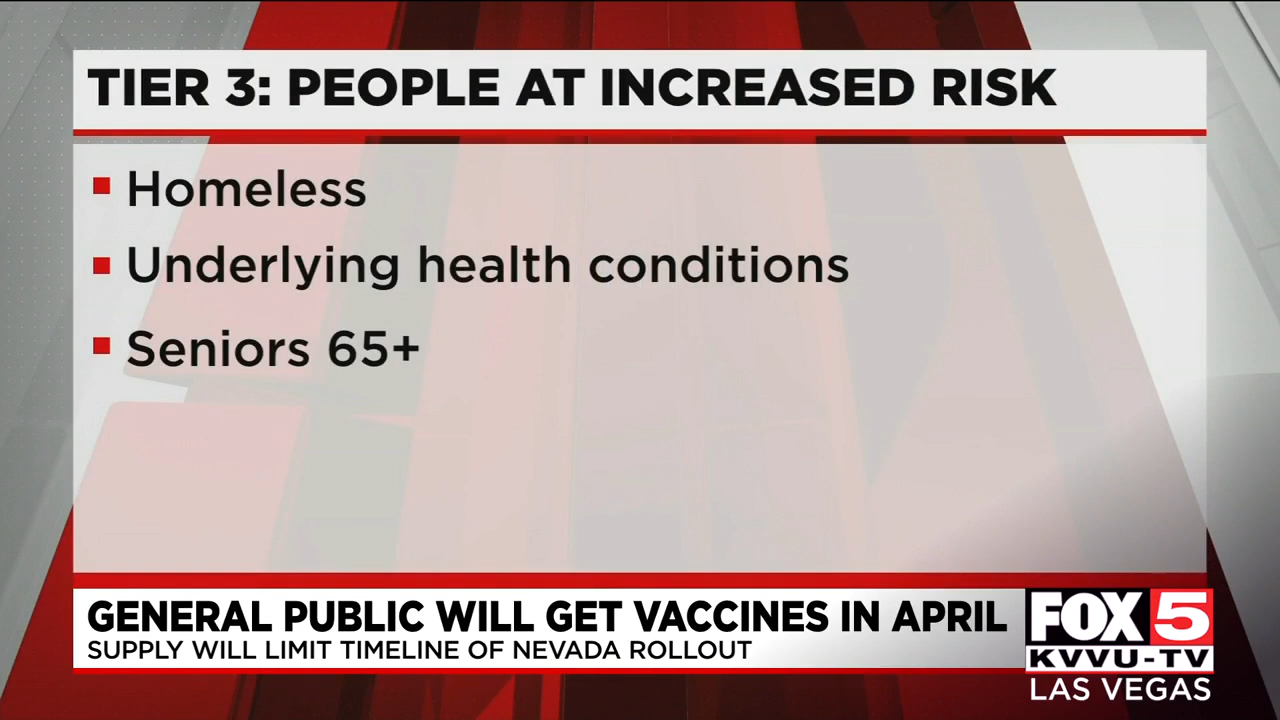 TIER 3: PEOPLE AT INCREASED RISK
Homeless
Underlying health conditions
Seniors 65+
GENERAL PUBLIC WILL GET VACCINES IN APRIL
SUPPLY WILL LIMIT TIMELINE OF NEVADA ROLLOUT
FOX 5
KVVU-TV
LAS VEGAS